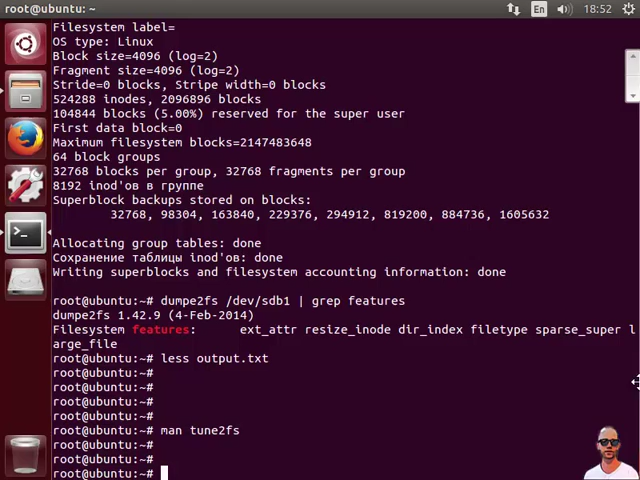 root@ubuntu: ~
En
18:52
Filesystem label=
OS type: Linux
Block size=4096 (log=2)
Fragment size=4096 (log=2)
Stride=0 blocks, Stripe width=0 blocks
524288 inodes, 2096896 blocks
104844 blocks (5.00%) reserved for the super user
First data block=0
Maximum filesystem blocks=2147483648
64 block groups
32768 blocks per group, 32768 fragments per group
8192 inod'ов в группе
Superblock backups stored on blocks:
32768, 98304, 163840, 229376, 294912, 819200, 884736, 1605632
Allocating group tables: done
Сохранение таблицы inod'ов: done
Writing superblocks and filesystem accounting information: done
root@ubuntu:~# dumpe2fs /dev/sdb1 | grep features
dumpe2fs 1.42.9 (4-Feb-2014)
Filesystem features:      ext_attr resize_inode dir_index filetype sparse_super l
arge_file
root@ubuntu:~# less output.txt
root@ubuntu:~#
root@ubuntu:~#
root@ubuntu:~#
root@ubuntu:~#
root@ubuntu:~# man tune2fs
root@ubuntu:~#
root@ubuntu:~#
root@ubuntu:~#